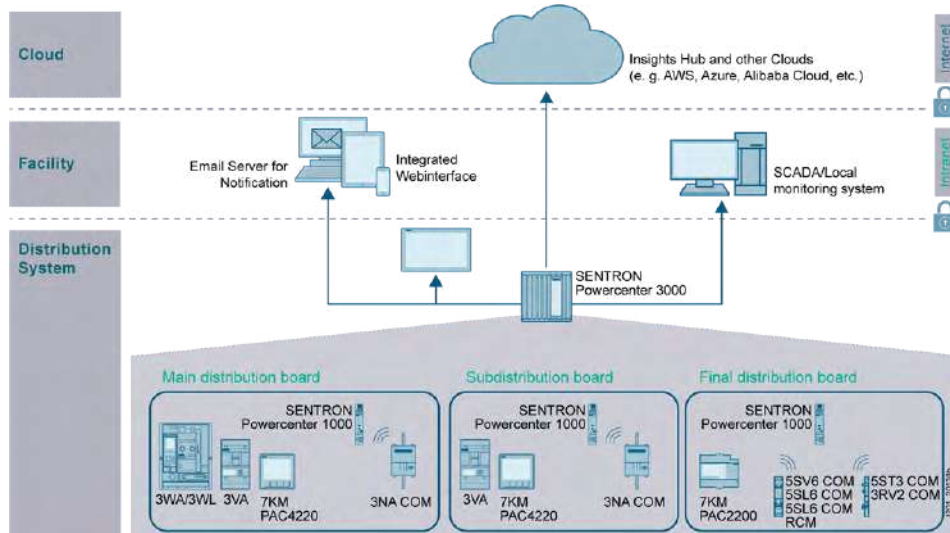 Cloud
Insights Hub and other Clouds
(e. g. AWS, Azure, Alibaba Cloud, etc.)
Internet
Facility
Email Server for
Notification
Integrated
Webinterface
SCADA/Local
monitoring system
Intranet
Distribution
System
SENTRON
Powercenter 3000
Main distribution board
SENTRON
Powercenter 1000
3WA/3WL
3VA
7KM
PAC4220
3NA COM
Subdistribution board
SENTRON
Powercenter 1000
3VA
7KM
PAC4220
3NA COM
Final distribution board
SENTRON
Powercenter 1000
7KM
PAC2200
5SV6 COM
5SL6 COM
5SL6 COM
RCM
5ST3 COM
3RV2 COM